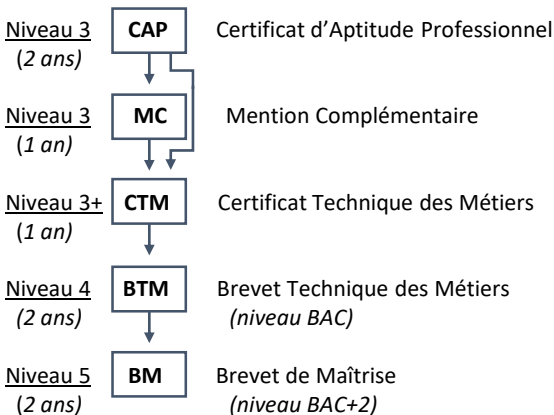 Niveau 3 CAP Certificat d’Aptitude Professionnel
(2 ans)
Niveau 3 MC Mention Complémentaire
(1 an)
Niveau 3+ CTM Certificat Technique des Métiers
(1 an)
Niveau 4 BTM Brevet Technique des Métiers
(2 ans) (niveau BAC)
Niveau 5 BM Brevet de Maîtrise
(2 ans) (niveau BAC+2)